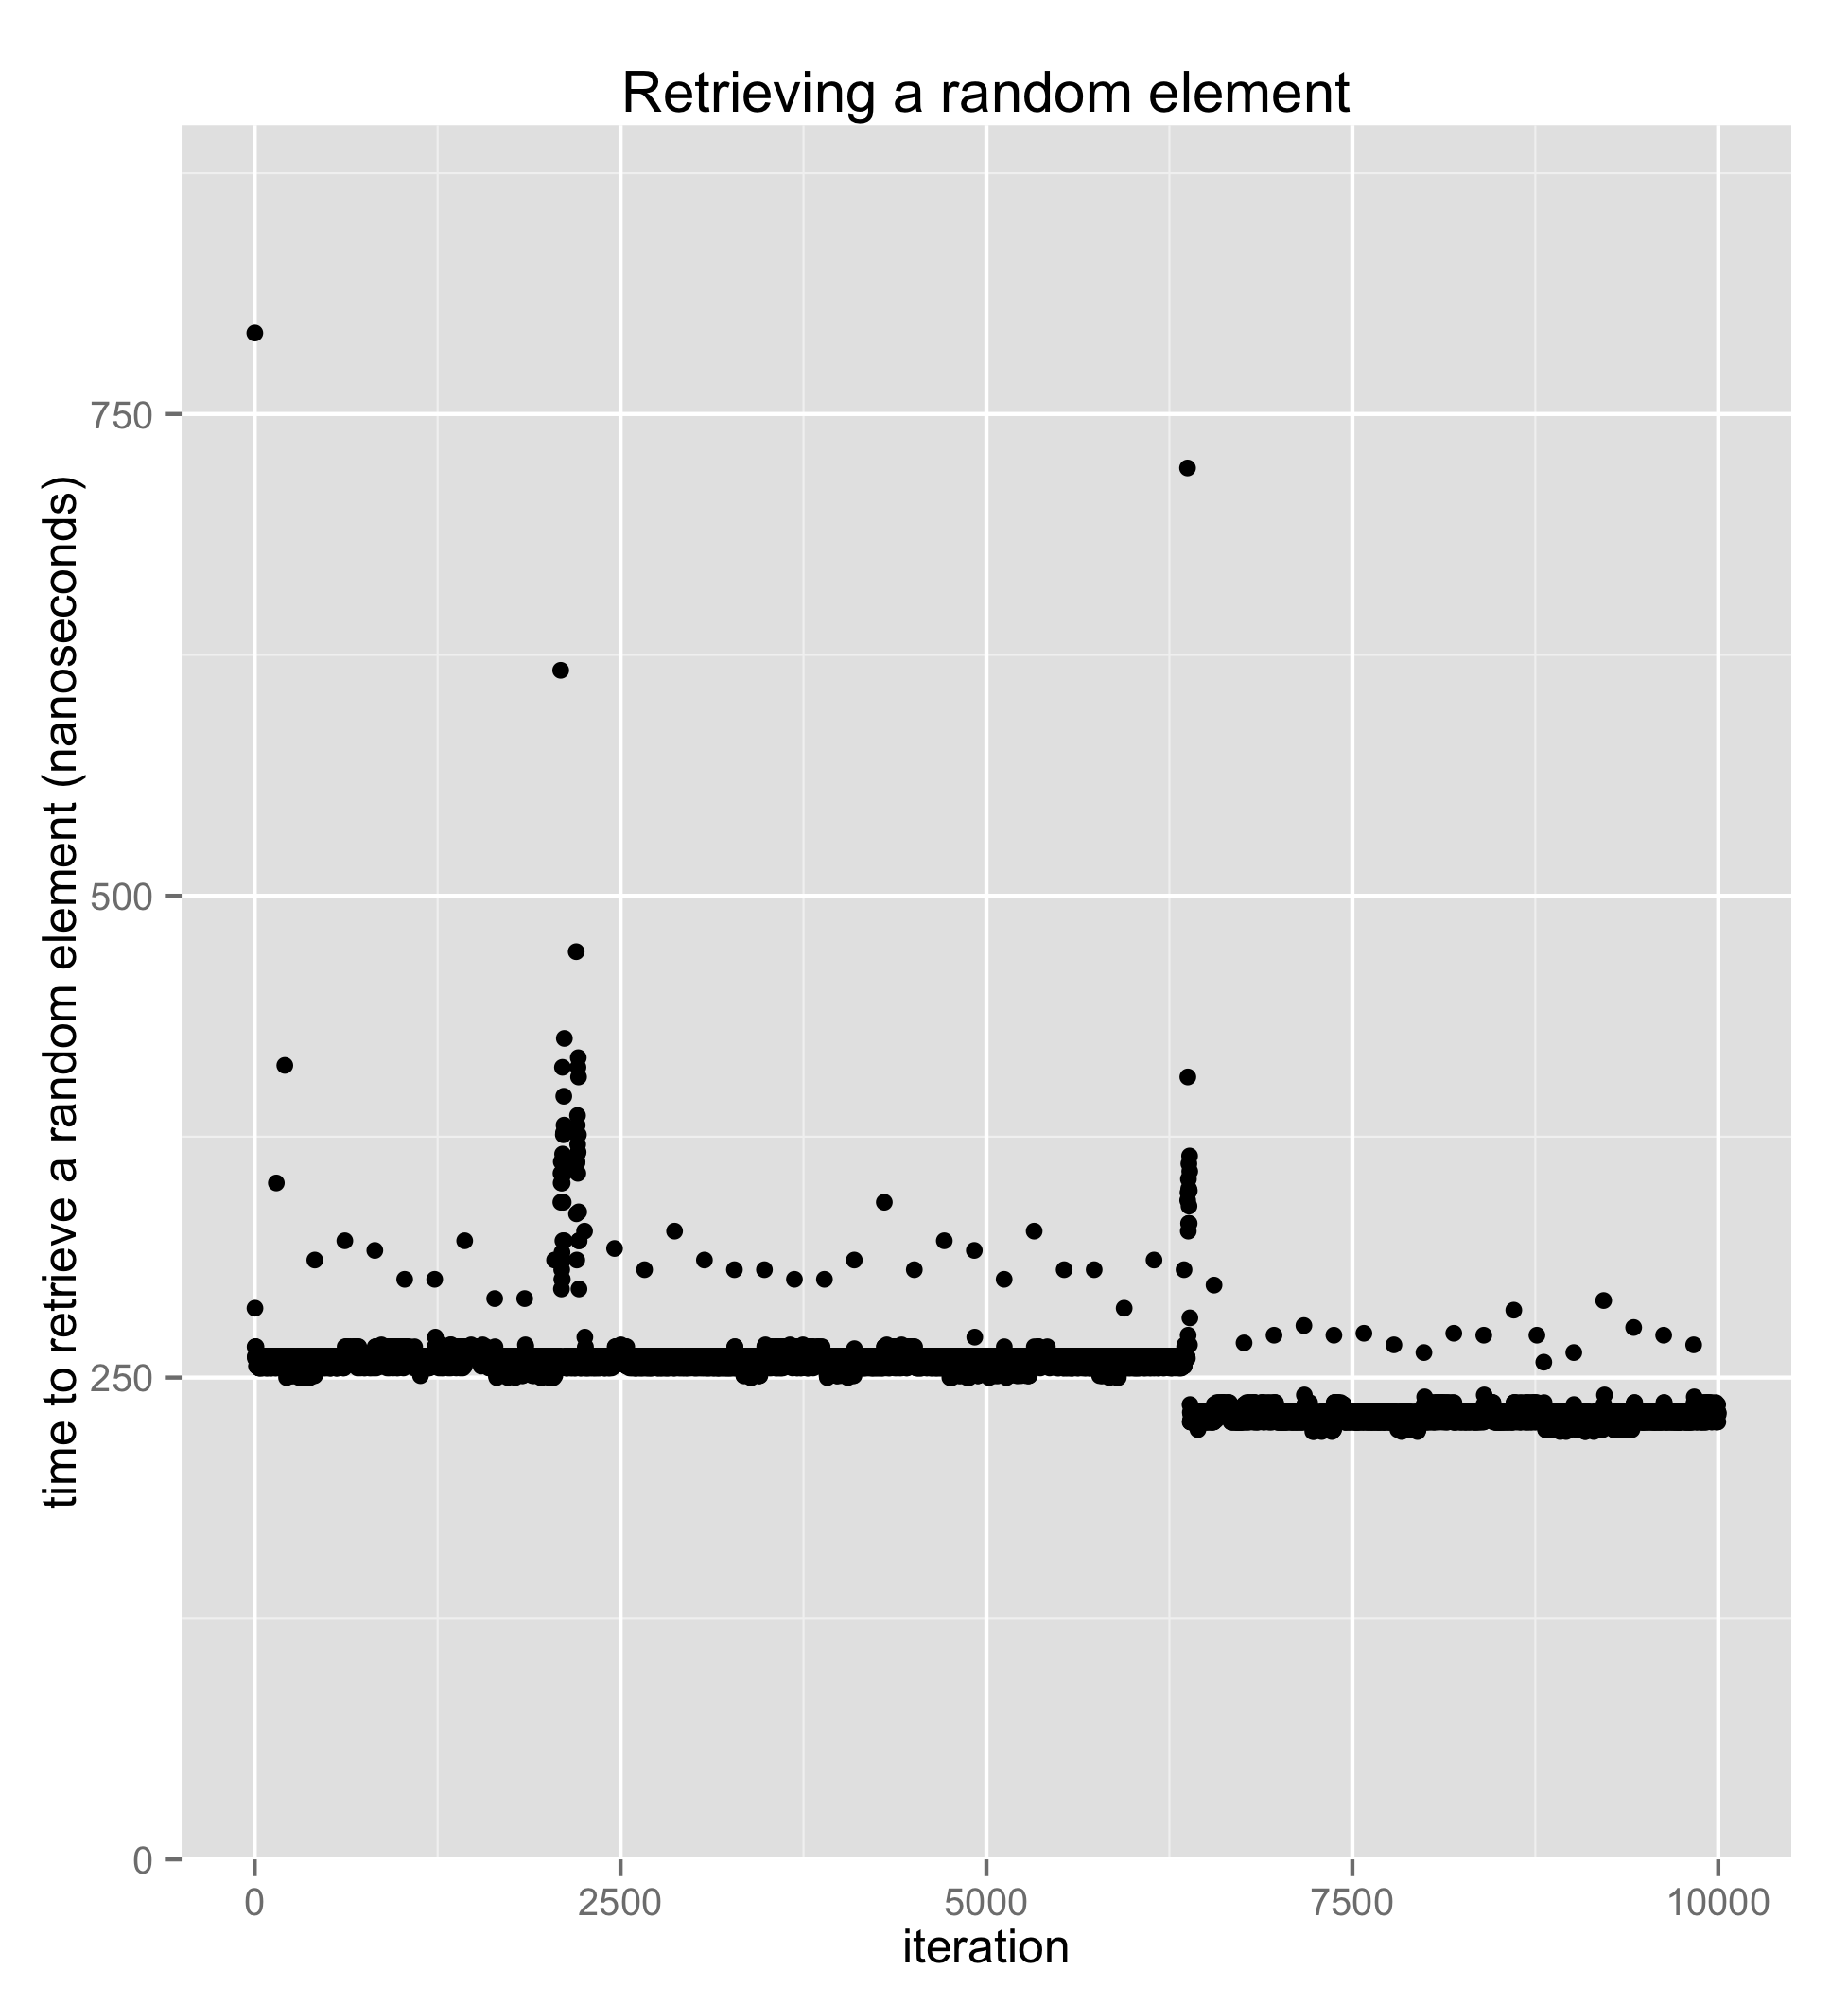 Retrieving a random element
time to retrieve a random element (nanoseconds)
750
500
250
0
0 2500 5000 7500 10000
iteration